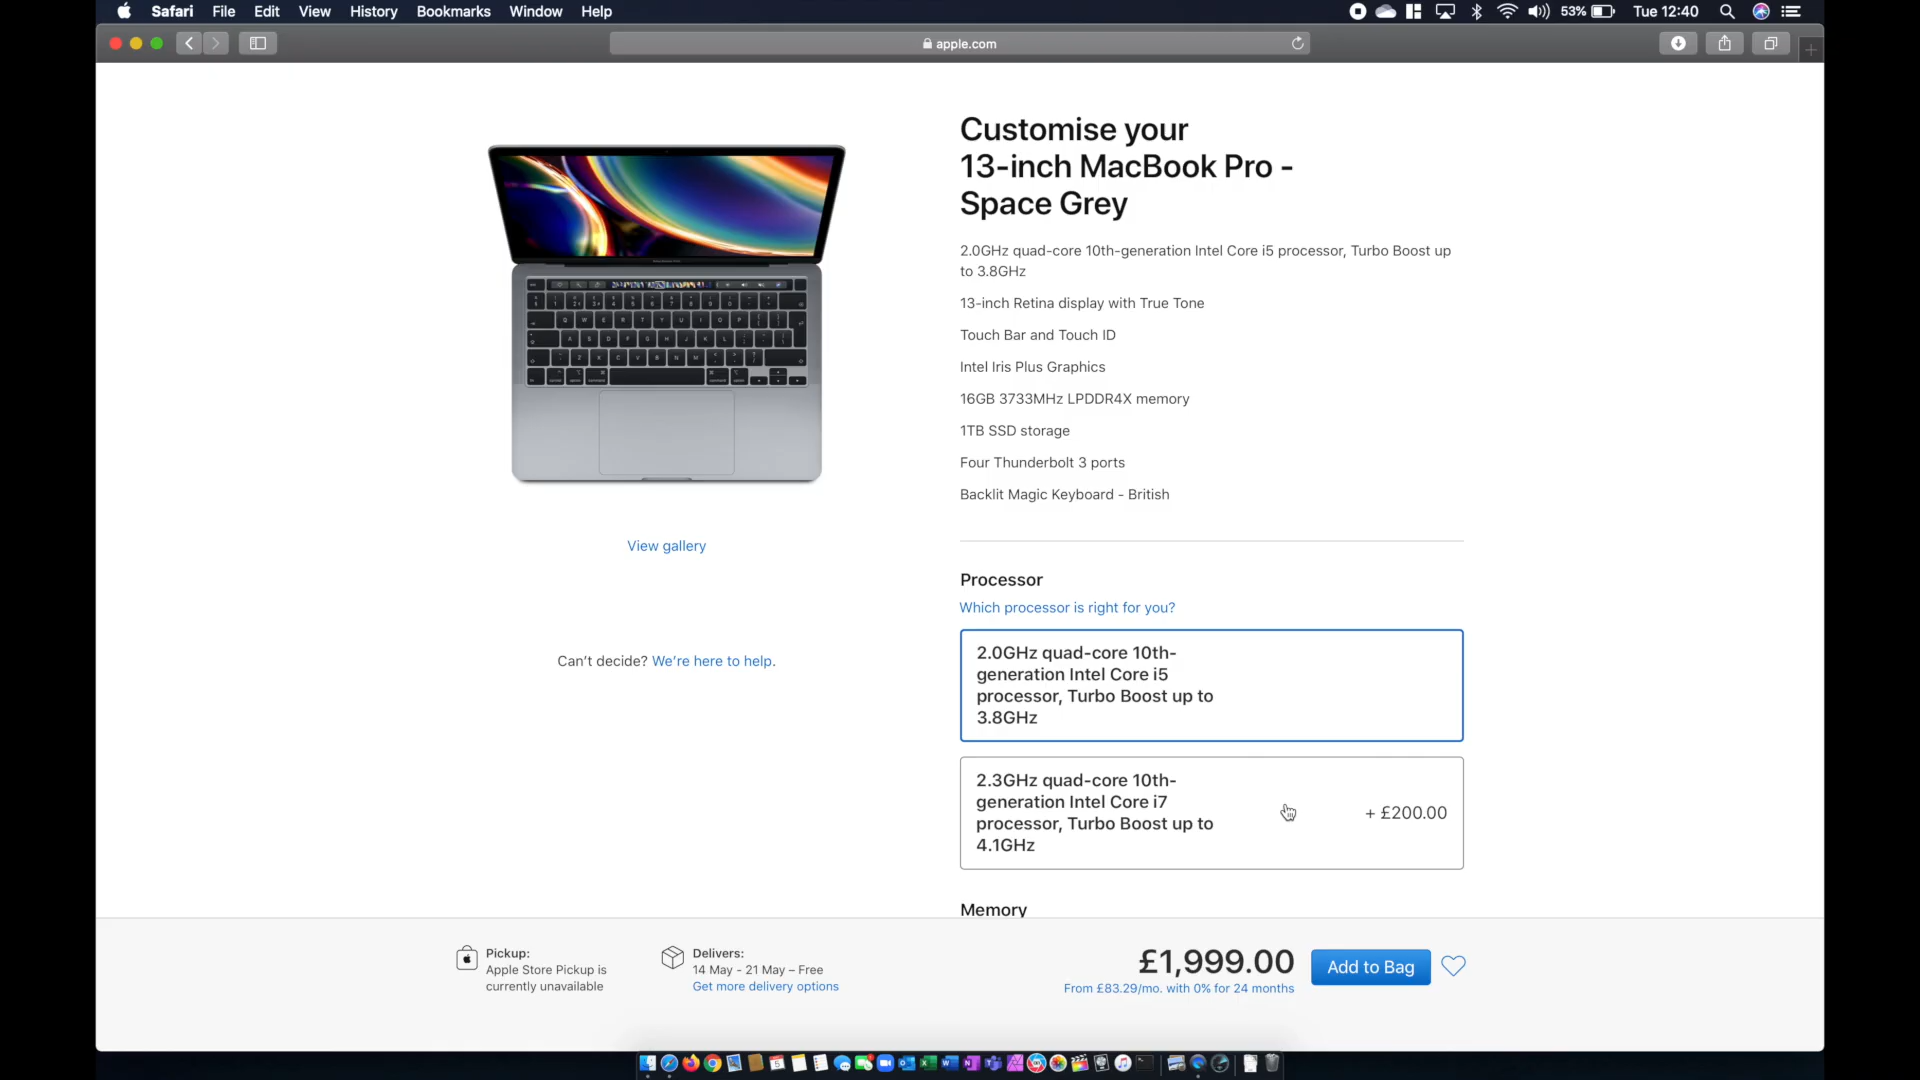 Safari File Edit View History Bookmarks Window Help 53% Tue 12:40
apple.com
Customise your
13-inch MacBook Pro -
Space Grey
2.0GHz quad-core 10th-generation Intel Core i5 processor, Turbo Boost up
to 3.8GHz
13-inch Retina display with True Tone
Touch Bar and Touch ID
Intel Iris Plus Graphics
16GB 3733MHz LPDDR4X memory
1TB SSD storage
Four Thunderbolt 3 ports
Backlit Magic Keyboard - British
View gallery
Can't decide? We're here to help.
Processor
Which processor is right for you?
2.0GHz quad-core 10th-
generation Intel Core i5
processor, Turbo Boost up to
3.8GHz
2.3GHz quad-core 10th-
generation Intel Core i7
processor, Turbo Boost up to
4.1GHz
+ £200.00
Memory
Pickup:
Apple Store Pickup is
currently unavailable
Delivers:
14 May - 21 May – Free
Get more delivery options
£1,999.00
From £83.29/mo. with 0% for 24 months
Add to Bag